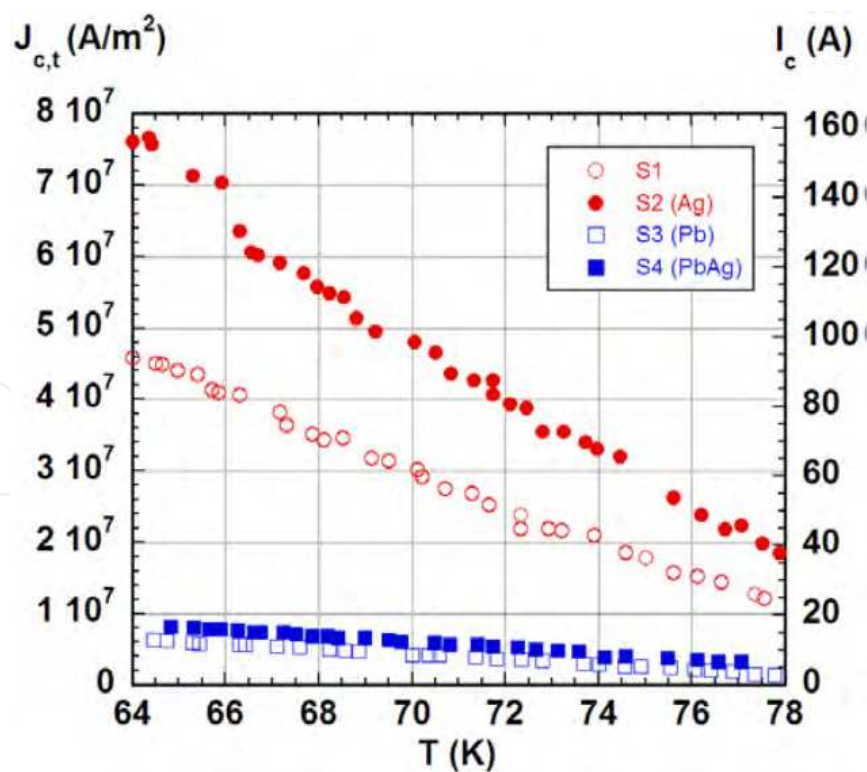 J_{c,t} (A/m²)
I_c (A)
8 10⁷
7 10⁷
6 10⁷
5 10⁷
4 10⁷
3 10⁷
2 10⁷
1 10⁷
0
160
140
120
100
80
60
40
20
0
S1
S2 (Ag)
S3 (Pb)
S4 (PbAg)
64 66 68 70 72 74 76 78
T (K)